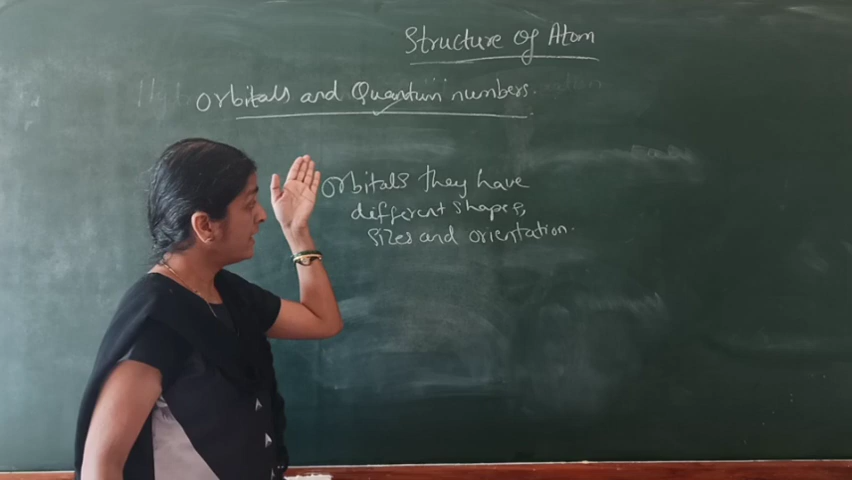 Structure of Atom
Orbitals and Quantum numbers.
Orbitals they have
different shapes,
sizes and orientation.